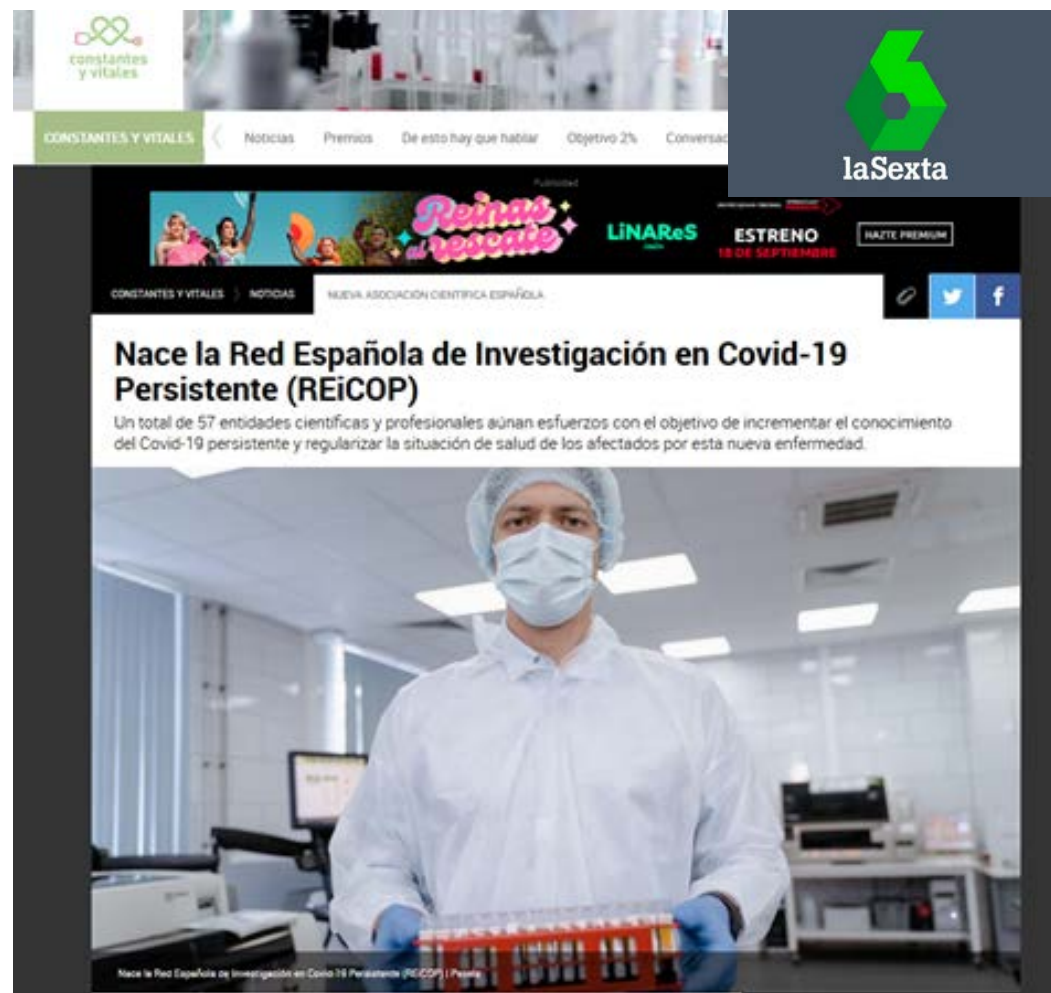 constantes
y vitales
laSexta
CONSTANTES Y VITALES
Noticias
Premios
De esto hay que hablar
Objetivo 2%
Conversac
Publicidad
Reinas
al rescate
LiNAReS
ESTRENO
18 DE SEPTIEMBRE
HAZTE PREMIUM
CONSTANTES Y VITALES
NOTICIAS
NUEVA ASOCIACIÓN CIENTÍFICA ESPAÑOLA
Nace la Red Española de Investigación en Covid-19
Persistente (REiCOP)
Un total de 57 entidades científicas y profesionales aúnan esfuerzos con el objetivo de incrementar el conocimiento
del Covid-19 persistente y regularizar la situación de salud de los afectados por esta nueva enfermedad.
Nace la Red Española de Investigación en Covid-19 Persistente (REiCOP) | Pexels